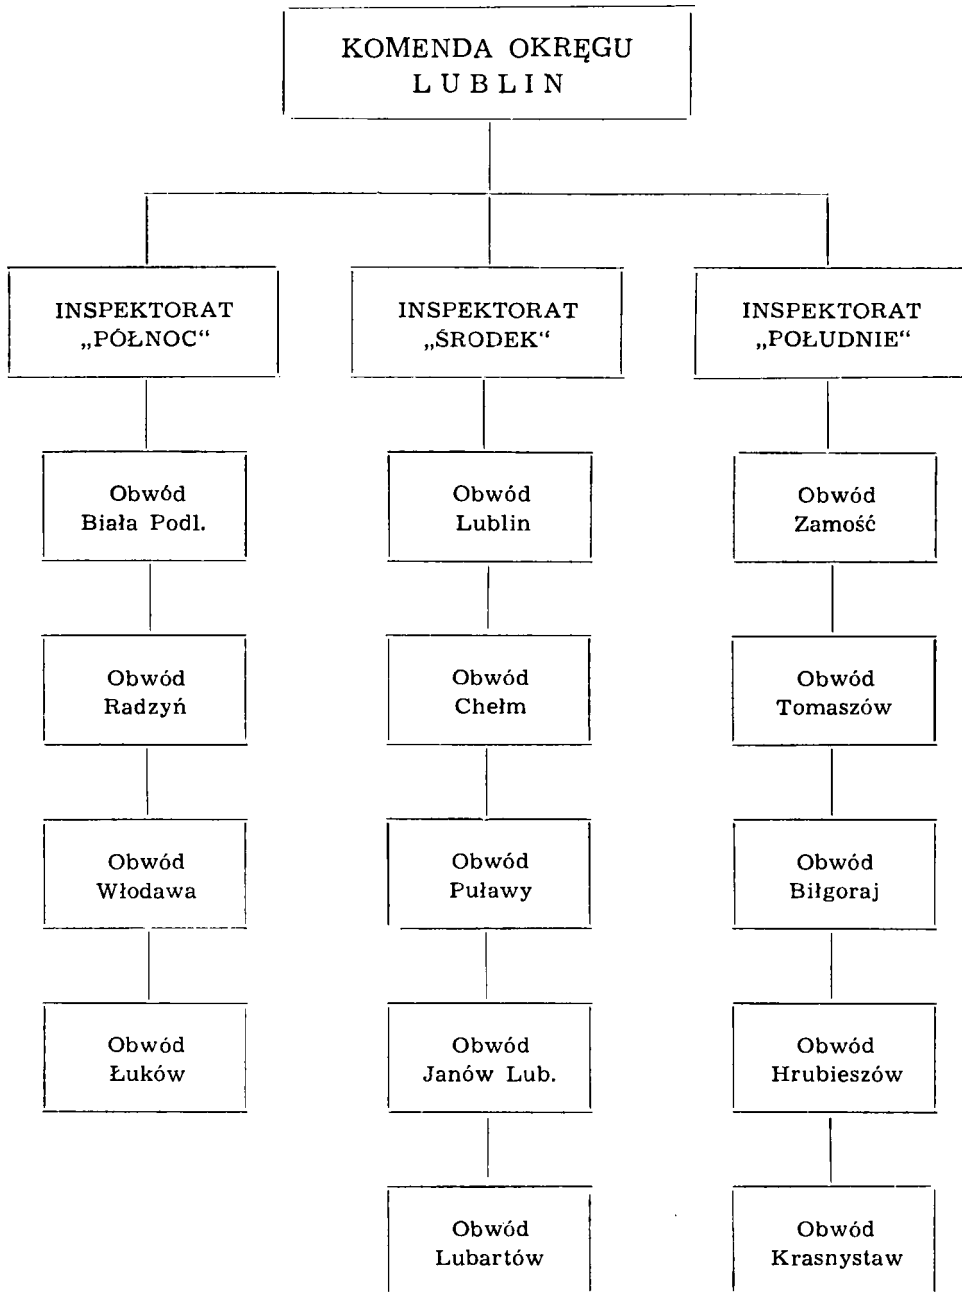 KOMENDA OKRĘGU
LUBLIN
INSPEKTORAT
„PÓŁNOC“
INSPEKTORAT
„ŚRODEK“
INSPEKTORAT
„POŁUDNIE“
Obwód
Biała Podl.
Obwód
Lublin
Obwód
Zamość
Obwód
Radzyń
Obwód
Chełm
Obwód
Tomaszów
Obwód
Włodawa
Obwód
Puławy
Obwód
Biłgoraj
Obwód
Łuków
Obwód
Janów Lub.
Obwód
Hrubieszów
Obwód
Lubartów
Obwód
Krasnystaw